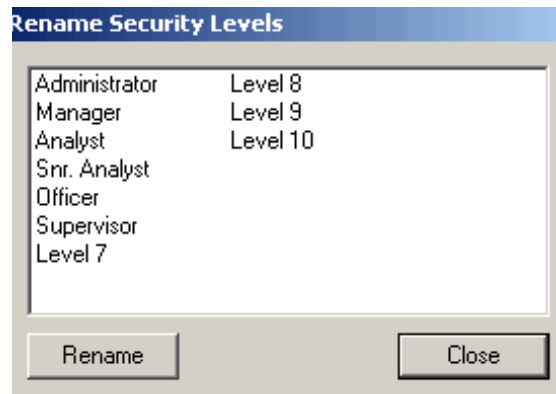 Rename Security Levels
Administrator Level 8
Manager Level 9
Analyst Level 10
Snr. Analyst
Officer
Supervisor
Level 7
Rename Close